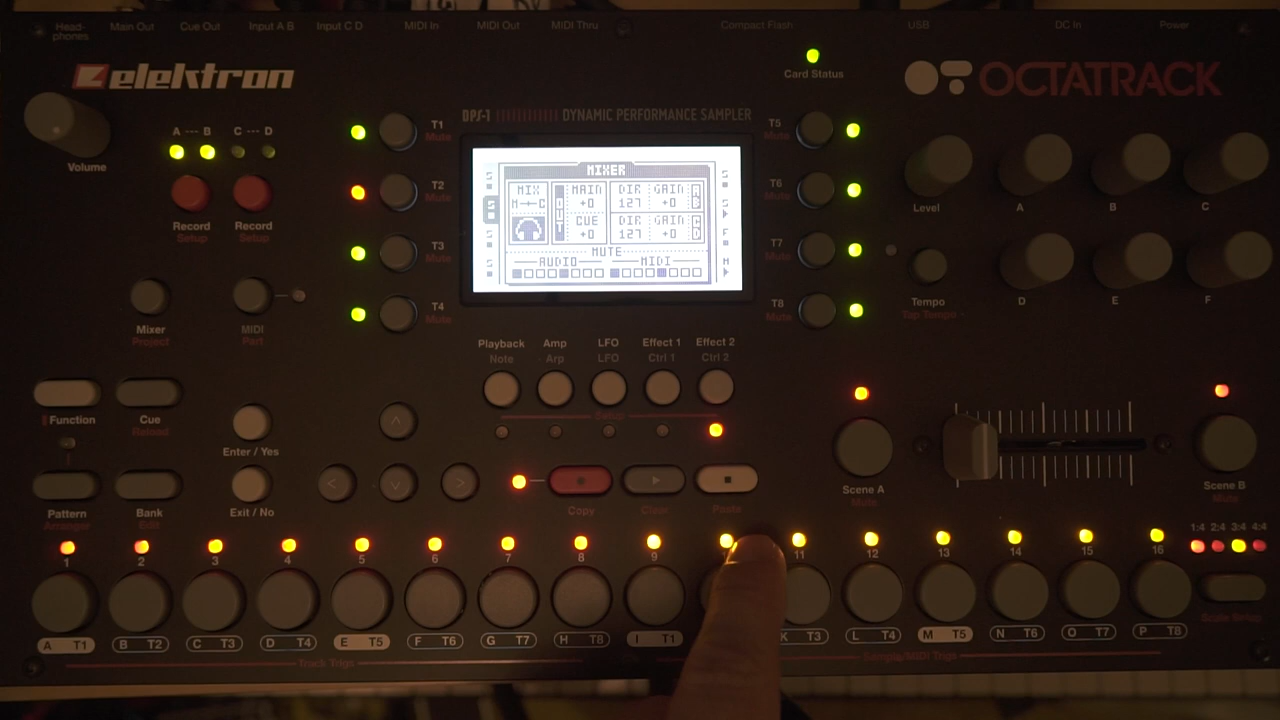 Head-
phones
Main Out
Cue Out
Input A B
Input C D
MIDI In
MIDI Out
MIDI Thru
Compact Flash
USB
DC In
Power
elektron
Card Status
OCTATRACK
DPS-1 DYNAMIC PERFORMANCE SAMPLER
Volume
A --- B
C --- D
Record
Setup
Record
Setup
T1
Mute
T2
Mute
T3
Mute
T4
Mute
MIXER
MIX
H C
OUT
MAIN
+0
CUE
+0
DIR
127
GAIN
+0
AB
DIR
127
GAIN
+0
CD
MUTE
AUDIO
MIDI
T5
Mute
T6
Mute
T7
Mute
T8
Mute
Level
A
B
C
Tempo
Tap Tempo
D
E
F
Mixer
Project
MIDI
Part
Playback
Note
Amp
Arp
LFO
LFO
Effect 1
Ctrl 1
Effect 2
Ctrl 2
Function
Cue
Reload
Enter / Yes
Pattern
Arranger
Bank
Edit
Exit / No
Copy
Clear
Paste
Scene A
Mute
Scene B
Mute
1 2 3 4 5 6 7 8 9 11 12 13 14 15 16
1:4 2:4 3:4 4:4
Scale Setup
A T1
B T2
C T3
D T4
E T5
F T6
G T7
H T8
I T1
K T3
L T4
M T5
N T6
O T7
P T8
Track Trigs
Sample/MIDI Trigs